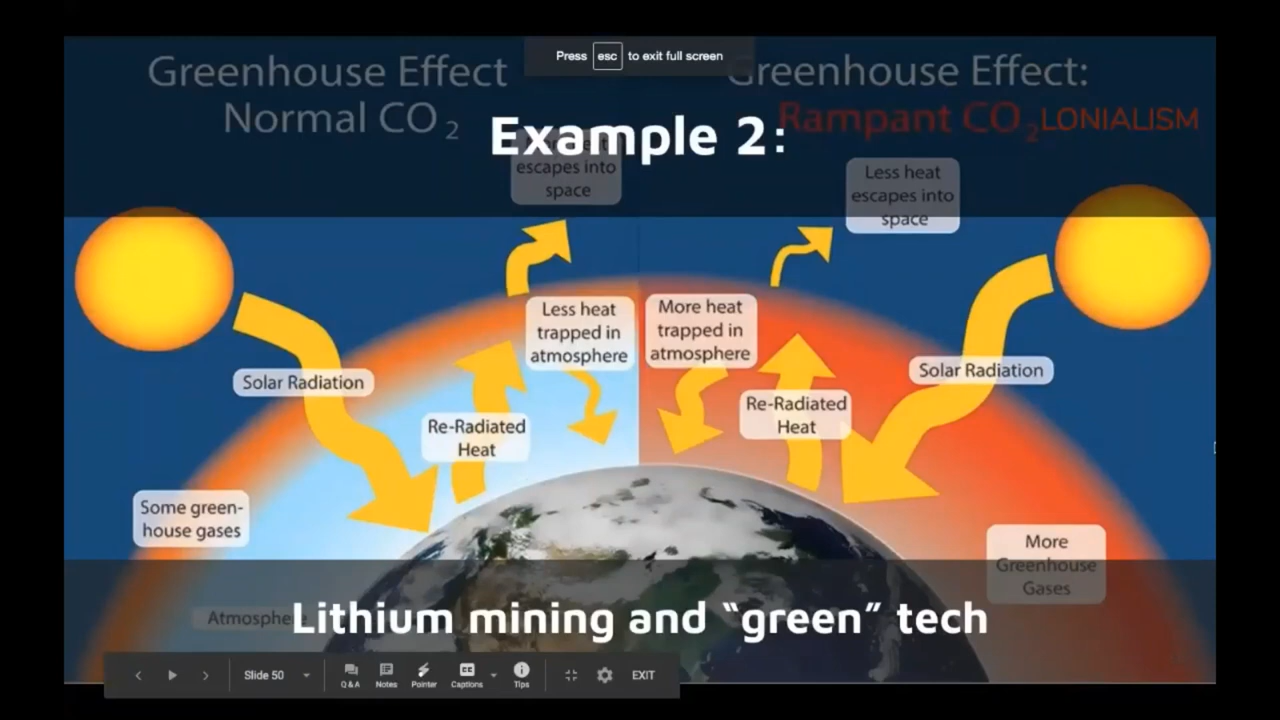 Press esc to exit full screen
Greenhouse Effect
Normal CO2
Greenhouse Effect:
Rampant CO2LONIALISM
Example 2:
escapes into
space
Less heat
escapes into
space
Less heat
trapped in
atmosphere
More heat
trapped in
atmosphere
Solar Radiation
Solar Radiation
Re-Radiated
Heat
Re-Radiated
Heat
Some green-
house gases
More
Greenhouse
Gases
Atmosphere
Lithium mining and “green” tech
Slide 50
Q&A
Notes
Pointer
CC
Captions
Tips
EXIT